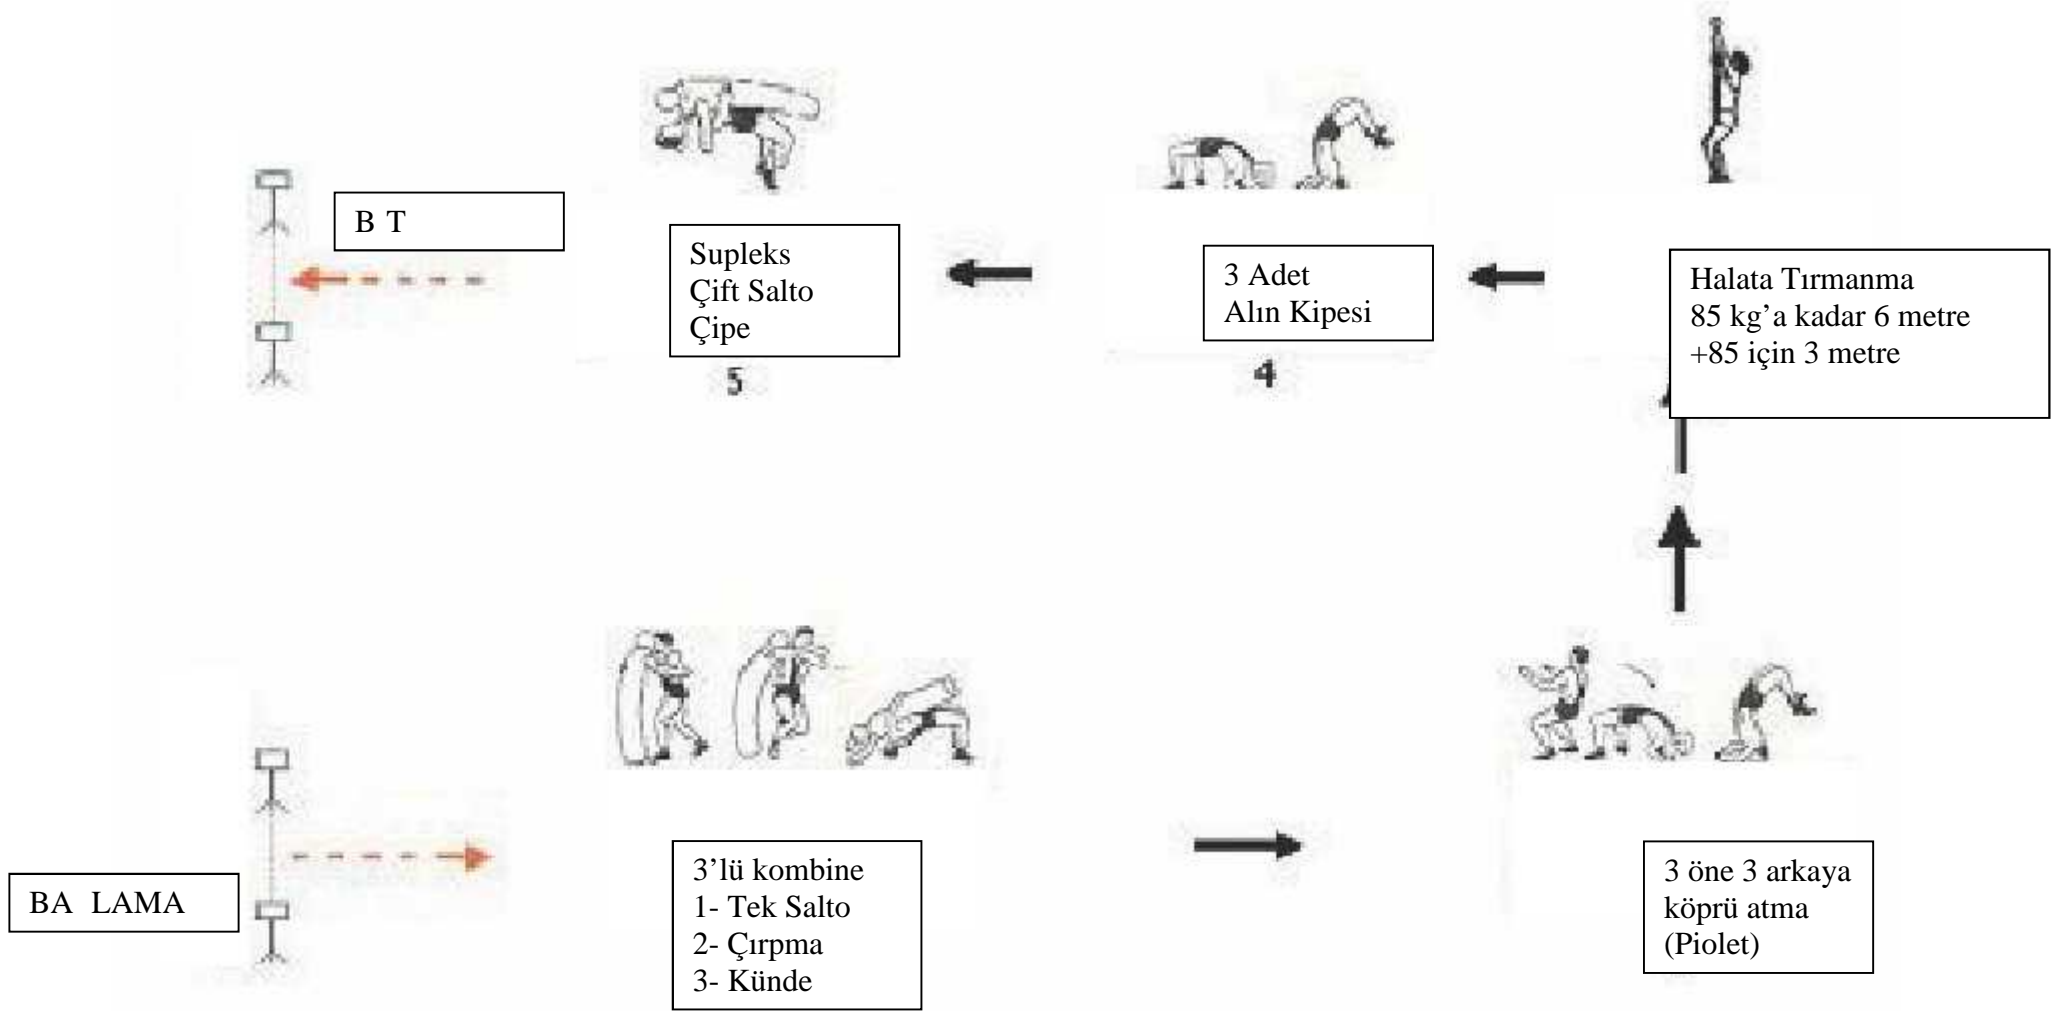 B T
Supleks
Çift Salto
Çipe
5
3 Adet
Alın Kipesi
4
Halata Tırmanma
85 kg’a kadar 6 metre
+85 için 3 metre
BA LAMA
3’lü kombine
1- Tek Salto
2- Çırpma
3- Künde
3 öne 3 arkaya
köprü atma
(Piolet)